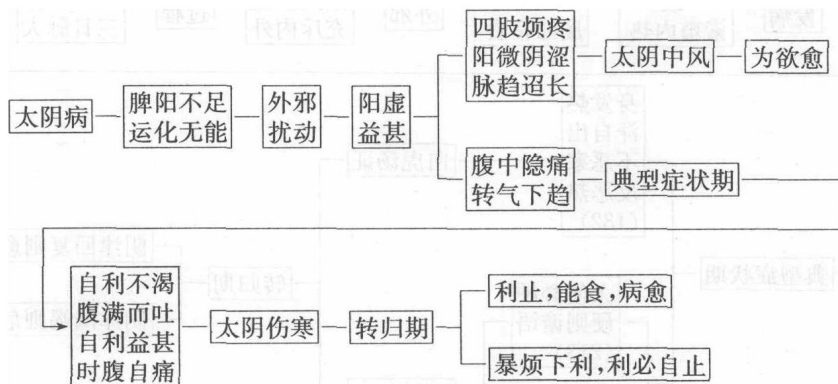 太阴病
脾阳不足
运化无能
外邪
扰动
阳虚
益甚
四肢烦疼
阳微阴涩
脉趋迢长
太阴中风
为欲愈
腹中隐痛
转气下趋
典型症状期
自利不渴
腹满而吐
自利益甚
时腹自痛
太阴伤寒
转归期
利止,能食,病愈
暴烦下利,利必自止